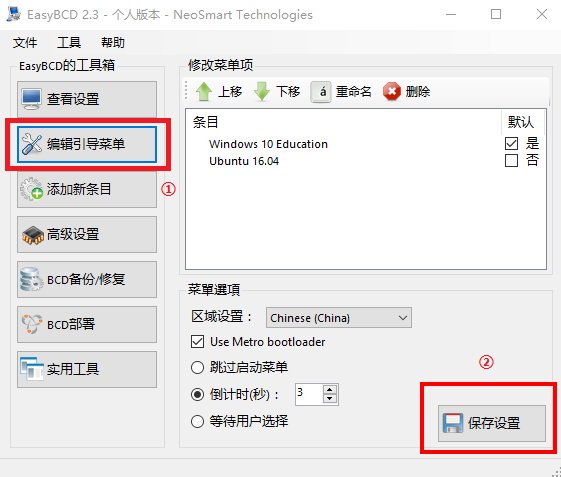 EasyBCD 2.3 - 个人版本 - NeoSmart Technologies
文件 工具 帮助
EasyBCD的工具箱
查看设置
编辑引导菜单
添加新条目
①
高级设置
BCD备份/修复
BCD部署
实用工具
修改菜单项
上移 下移 á 重命名 删除
条目 默认
Windows 10 Education 是
Ubuntu 16.04 否
菜單選項
区域设置： Chinese (China)
Use Metro bootloader
跳过启动菜单
倒计时(秒)： 3
等待用户选择
②
保存设置